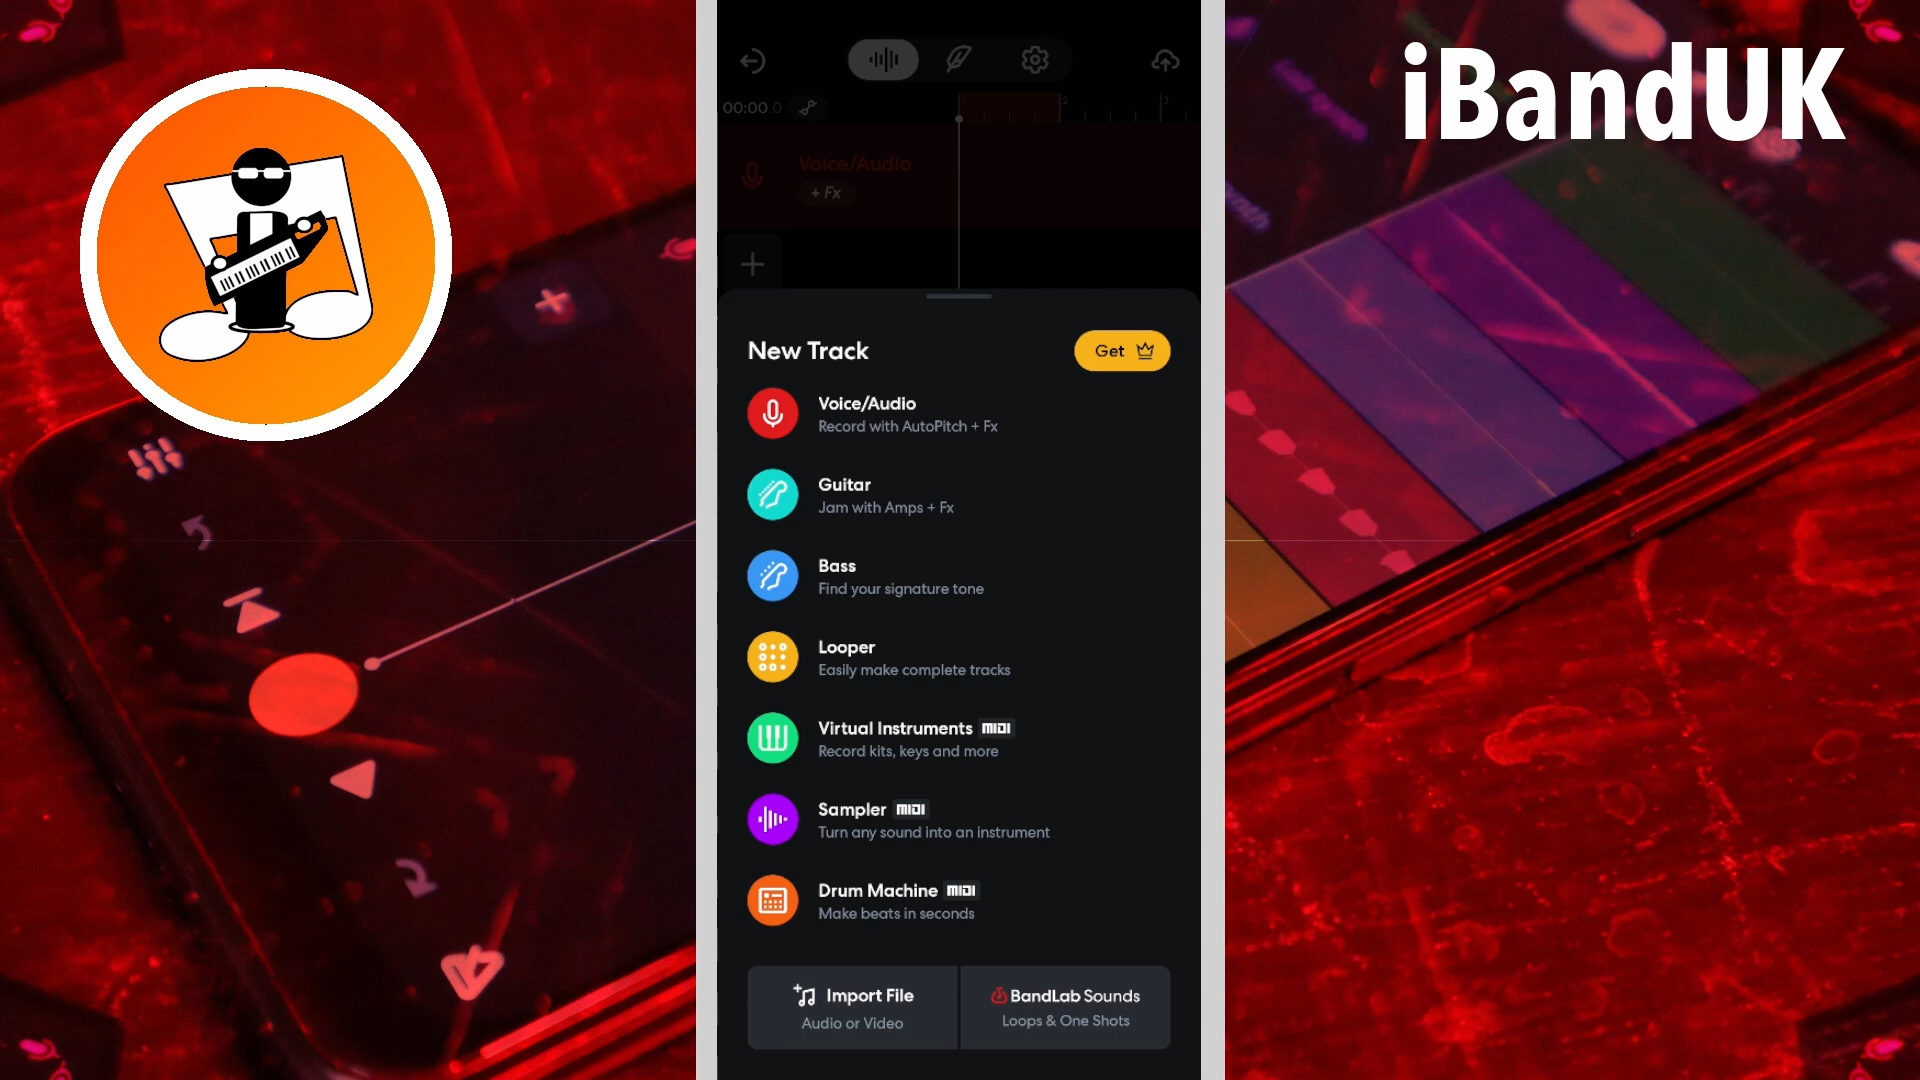 iBandUK
00:00.0
2
3
Voice/Audio
+ Fx
New Track
Get
Voice/Audio
Record with AutoPitch + Fx
Guitar
Jam with Amps + Fx
Bass
Find your signature tone
Looper
Easily make complete tracks
Virtual Instruments MIDI
Record kits, keys and more
Sampler MIDI
Turn any sound into an instrument
Drum Machine MIDI
Make beats in seconds
Import File
Audio or Video
BandLab Sounds
Loops & One Shots